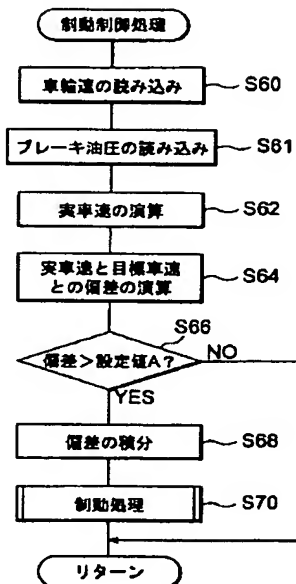 制動制御処理
車輪速の読み込み
S60
ブレーキ油圧の読み込み
S61
実車速の演算
S62
実車速と目標車速
との偏差の演算
S64
S66
偏差>設定値A?
NO
YES
偏差の積分
S68
制動処理
S70
リターン